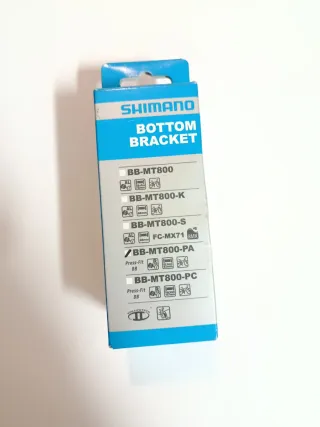 SHIMANO
BOTTOM
BRACKET
BB-MT800
BB-MT800-K
BB-MT800-S
FC-MX71
BB-MT800-PA
Press-Fit
BB
BB-MT800-PC
Press-Fit
BB